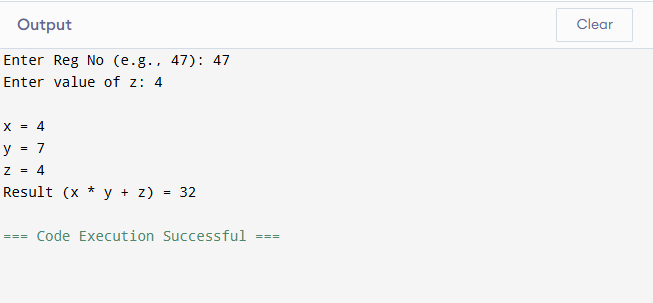 Output
Clear
Enter Reg No (e.g., 47): 47
Enter value of z: 4
x = 4
y = 7
z = 4
Result (x * y + z) = 32
=== Code Execution Successful ===